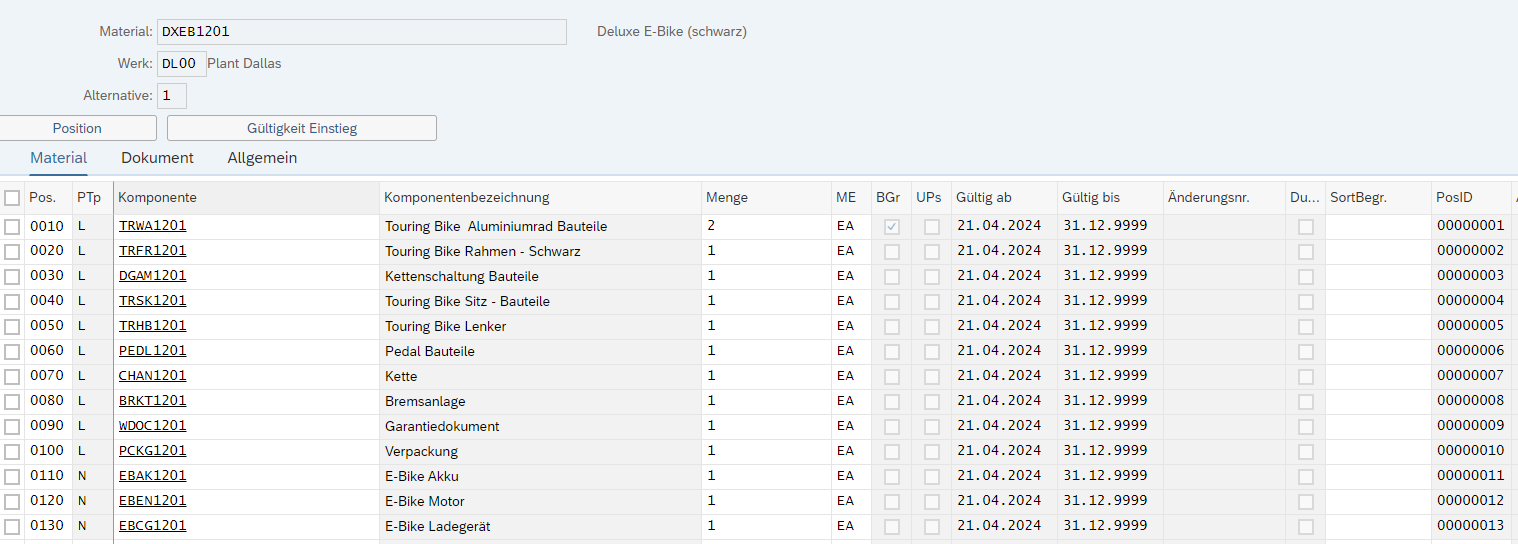 Material: DXEB1201 Deluxe E-Bike (schwarz)
Werk: DL00 Plant Dallas
Alternative: 1
Position Gültigkeit Einstieg
Material Dokument Allgemein
Pos. PTp Komponente Komponentenbezeichnung Menge ME BGr UPs Gültig ab Gültig bis Änderungsnr. Du... SortBegr. PosID
0010 L TRWA1201 Touring Bike Aluminiumrad Bauteile 2 EA 21.04.2024 31.12.9999 00000001
0020 L TRFR1201 Touring Bike Rahmen - Schwarz 1 EA 21.04.2024 31.12.9999 00000002
0030 L DGAM1201 Kettenschaltung Bauteile 1 EA 21.04.2024 31.12.9999 00000003
0040 L TRSK1201 Touring Bike Sitz - Bauteile 1 EA 21.04.2024 31.12.9999 00000004
0050 L TRHB1201 Touring Bike Lenker 1 EA 21.04.2024 31.12.9999 00000005
0060 L PEDL1201 Pedal Bauteile 1 EA 21.04.2024 31.12.9999 00000006
0070 L CHAN1201 Kette 1 EA 21.04.2024 31.12.9999 00000007
0080 L BRKT1201 Bremsanlage 1 EA 21.04.2024 31.12.9999 00000008
0090 L WDOC1201 Garantiedokument 1 EA 21.04.2024 31.12.9999 00000009
0100 L PCKG1201 Verpackung 1 EA 21.04.2024 31.12.9999 00000010
0110 N EBAK1201 E-Bike Akku 1 EA 21.04.2024 31.12.9999 00000011
0120 N EBEN1201 E-Bike Motor 1 EA 21.04.2024 31.12.9999 00000012
0130 N EBCG1201 E-Bike Ladegerät 1 EA 21.04.2024 31.12.9999 00000013